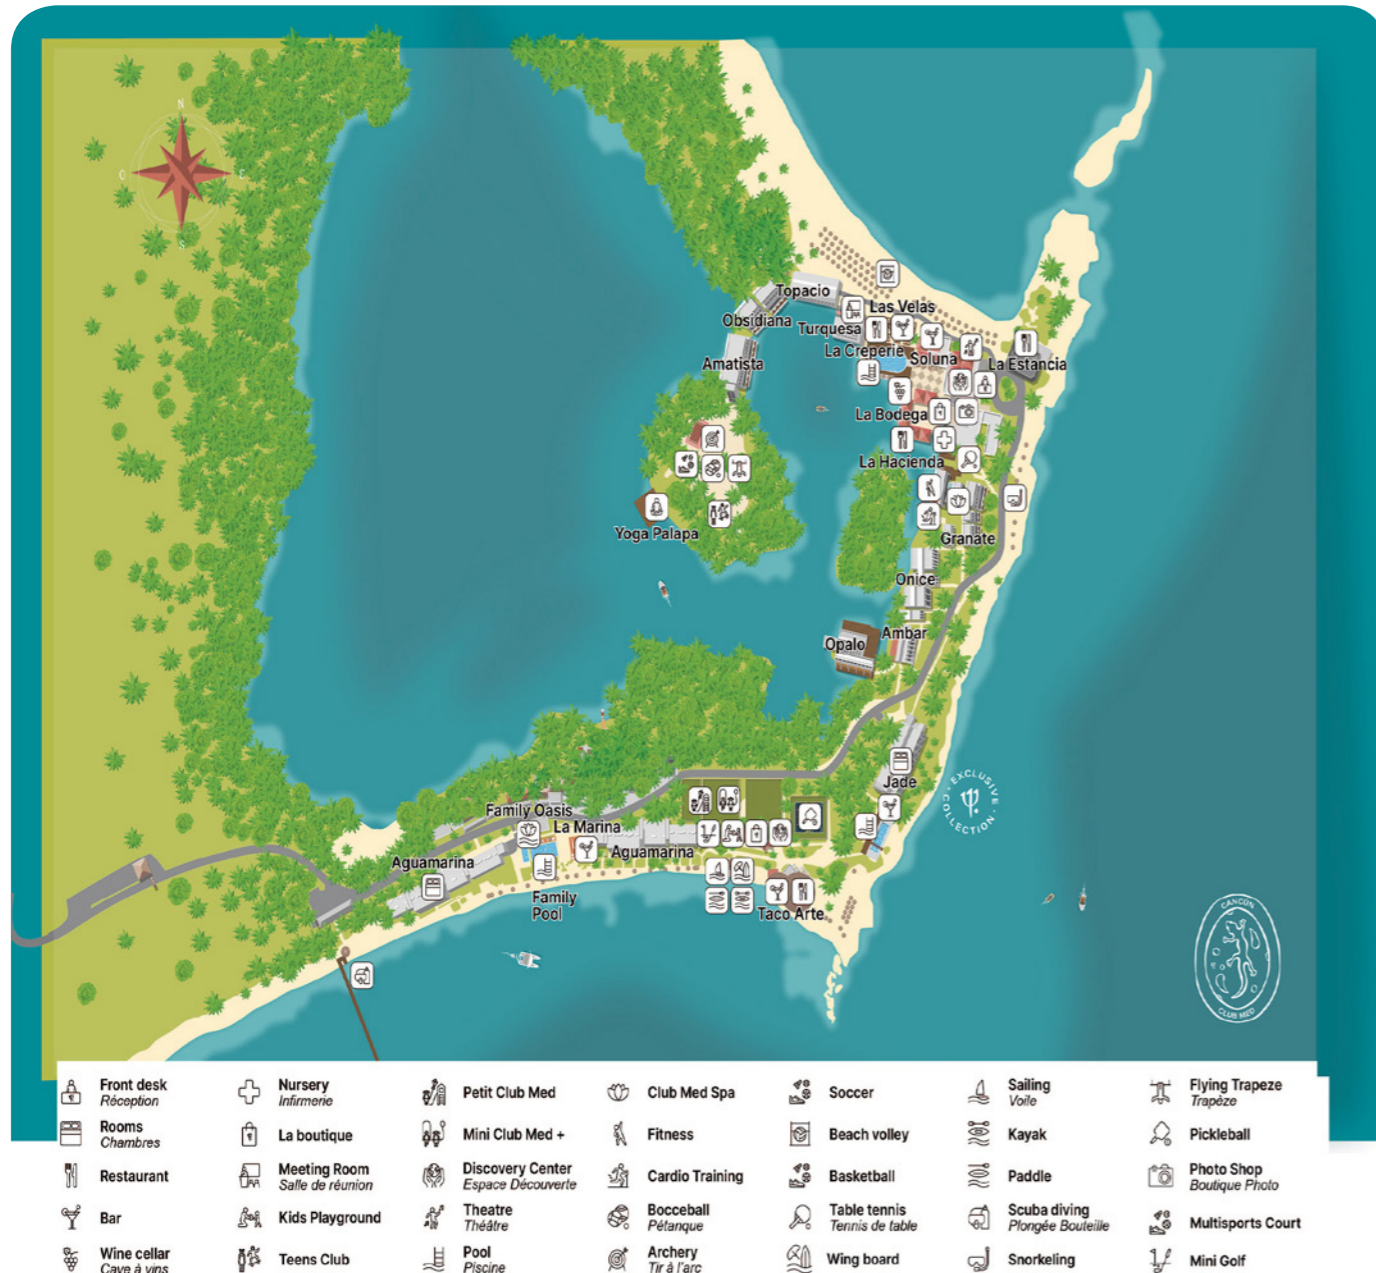 N
O
E
S
Topacio
Las Velas
Obsidiana
Turquesa
La Creperie
Soluna
Amatista
La Estancia
La Bodega
La Hacienda
Yoga Palapa
Granate
Onice
Ambar
Opalo
Jade
EXCLUSIVE
COLLECTION
Family Oasis
La Marina
Aguamarina
Aguamarina
Family
Pool
Taco Arte
CANCÚN
CLUB MED
Front desk
Réception
Nursery
Infirmerie
Petit Club Med
Club Med Spa
Soccer
Sailing
Voile
Flying Trapeze
Trapèze
Rooms
Chambres
La boutique
Mini Club Med +
Fitness
Beach volley
Kayak
Pickleball
Restaurant
Meeting Room
Salle de réunion
Discovery Center
Espace Découverte
Cardio Training
Basketball
Paddle
Photo Shop
Boutique Photo
Bar
Kids Playground
Theatre
Théâtre
Bocceball
Pétanque
Table tennis
Tennis de table
Scuba diving
Plongée Bouteille
Multisports Court
Wine cellar
Cave à vins
Teens Club
Pool
Piscine
Archery
Tir à l'arc
Wing board
Snorkeling
Mini Golf